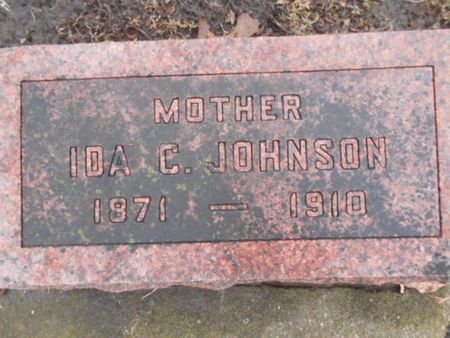 MOTHER
IDA C. JOHNSON
1871 — 1910